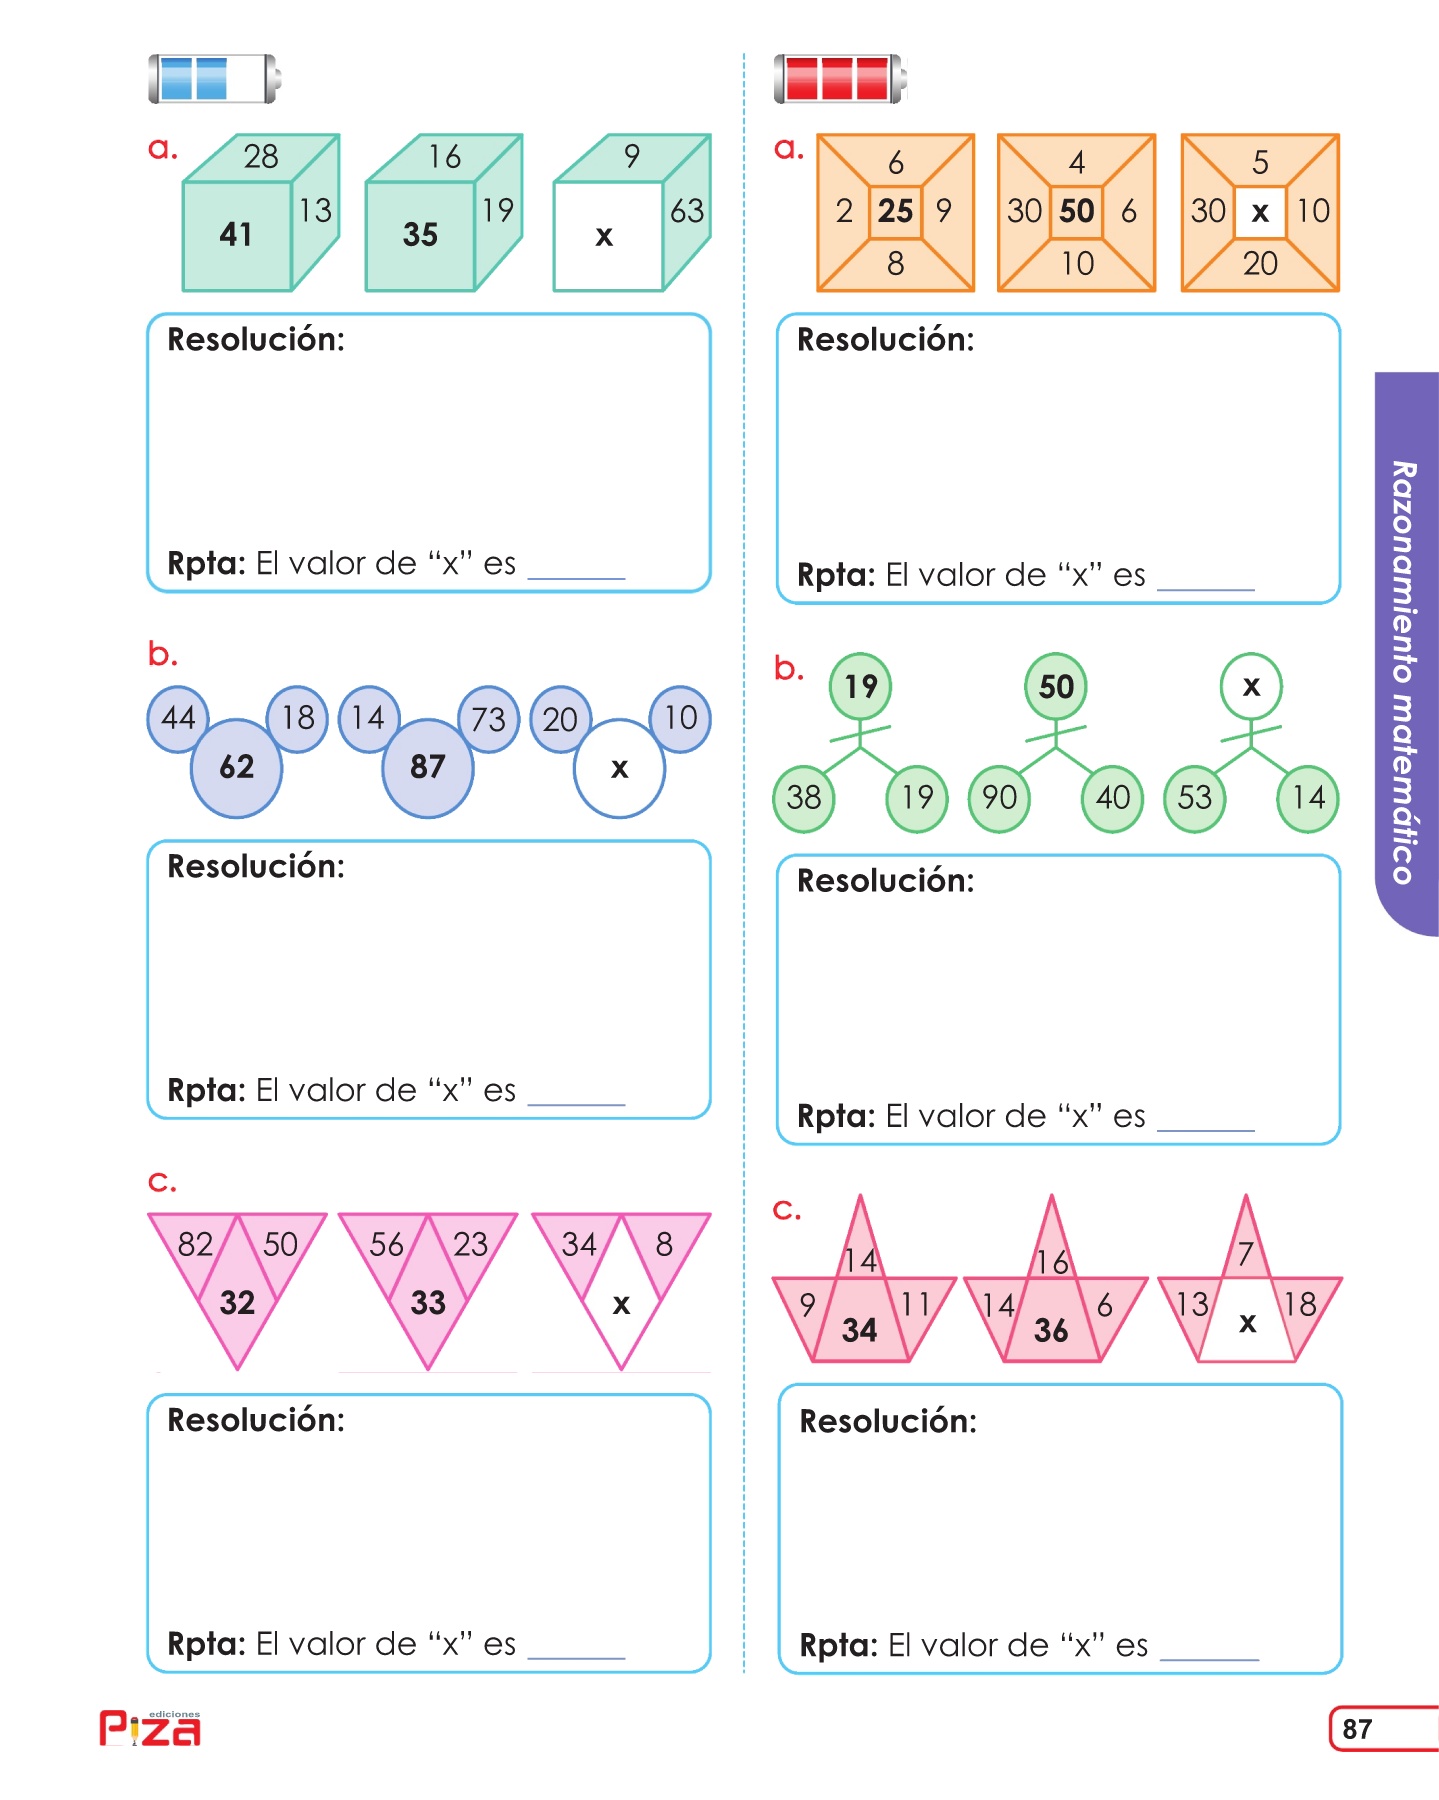 a.
28
41
13
16
35
19
9
x
63
Resolución:
Rpta: El valor de “x” es ______
b.
44
18
62
14
73
87
20
10
x
Resolución:
Rpta: El valor de “x” es ______
c.
82
50
32
56
23
33
34
8
x
Resolución:
Rpta: El valor de “x” es ______
a.
6
2
25
9
8
4
30
50
6
10
5
30
x
10
20
Resolución:
Rpta: El valor de “x” es ______
b.
19
38
19
50
90
40
x
53
14
Resolución:
Rpta: El valor de “x” es ______
c.
14
9
34
11
16
14
36
6
7
13
x
18
Resolución:
Rpta: El valor de “x” es ______
Razonamiento matemático
ediciones
Piza
87